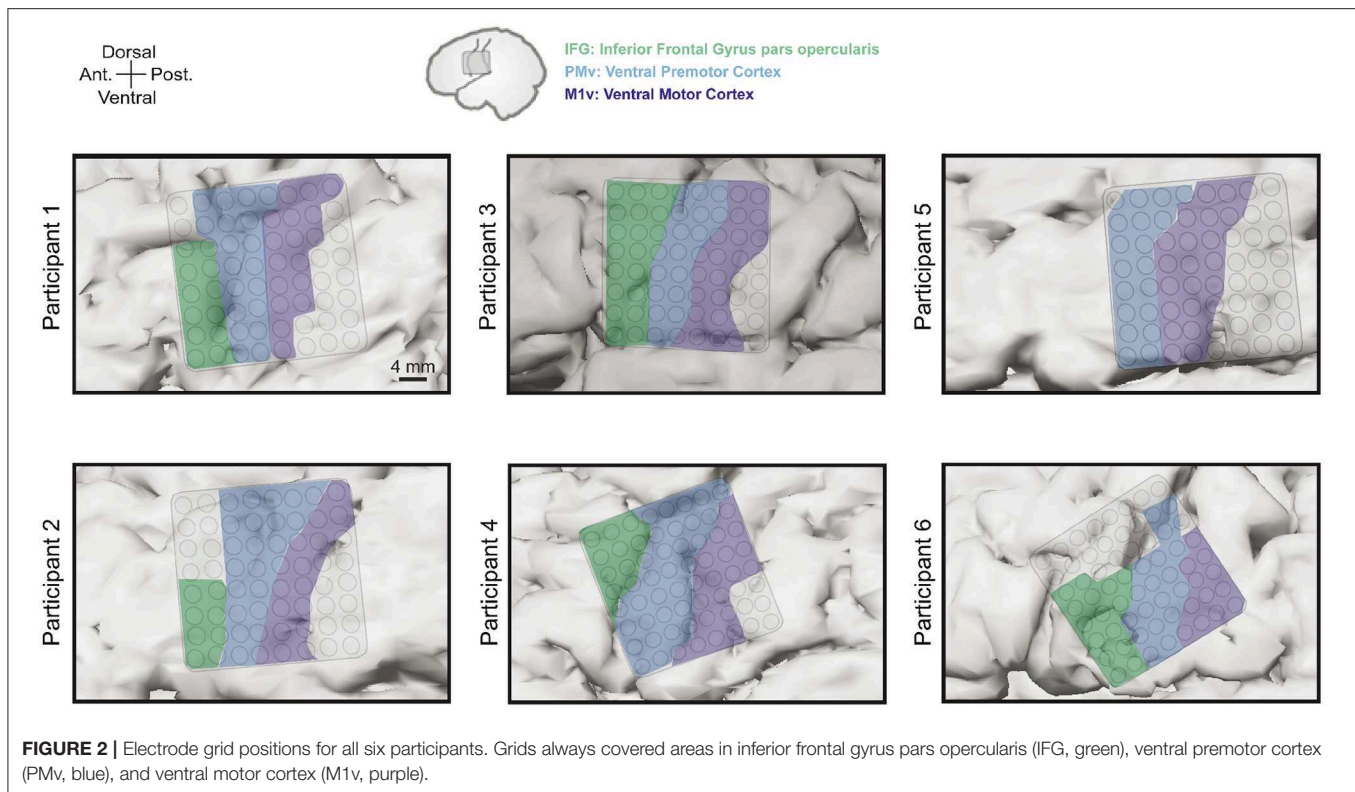 Dorsal
Ant. Post.
Ventral
IFG: Inferior Frontal Gyrus pars opercularis
PMv: Ventral Premotor Cortex
M1v: Ventral Motor Cortex
Participant 1
4 mm
Participant 3
Participant 5
Participant 2
Participant 4
Participant 6
FIGURE 2 | Electrode grid positions for all six participants. Grids always covered areas in inferior frontal gyrus pars opercularis (IFG, green), ventral premotor cortex
(PMv, blue), and ventral motor cortex (M1v, purple).